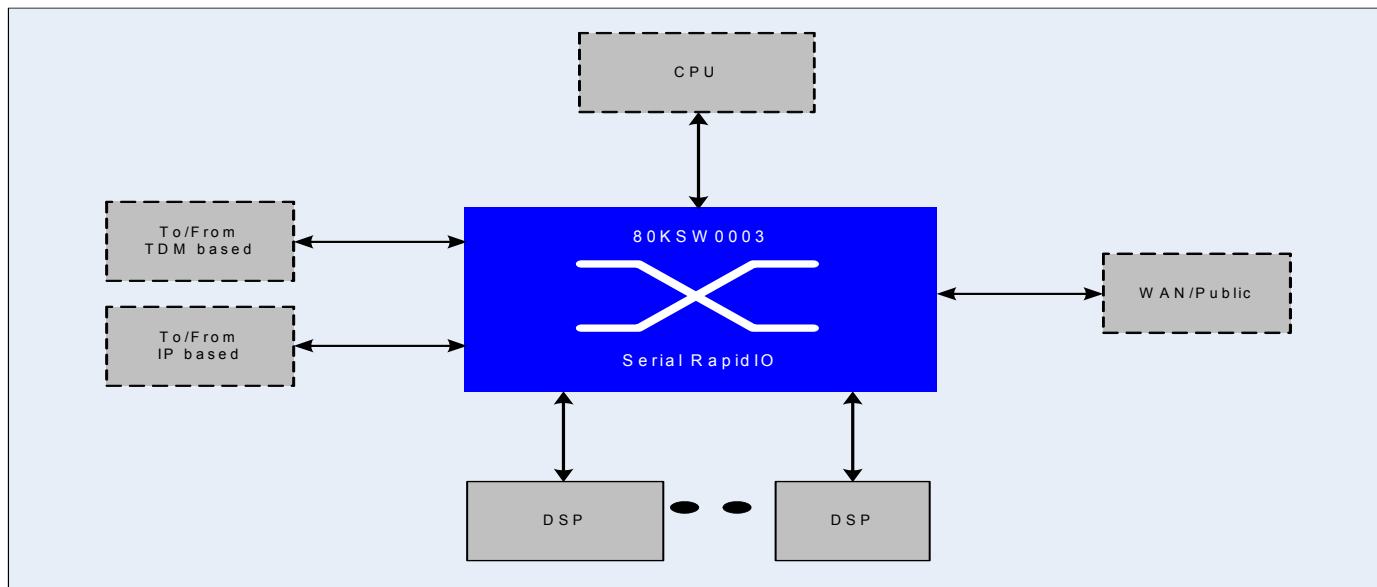 CPU
To/From
TDM based
80KSW0003
WAN/Public
To/From
IP based
Serial RapidIO
DSP
DSP